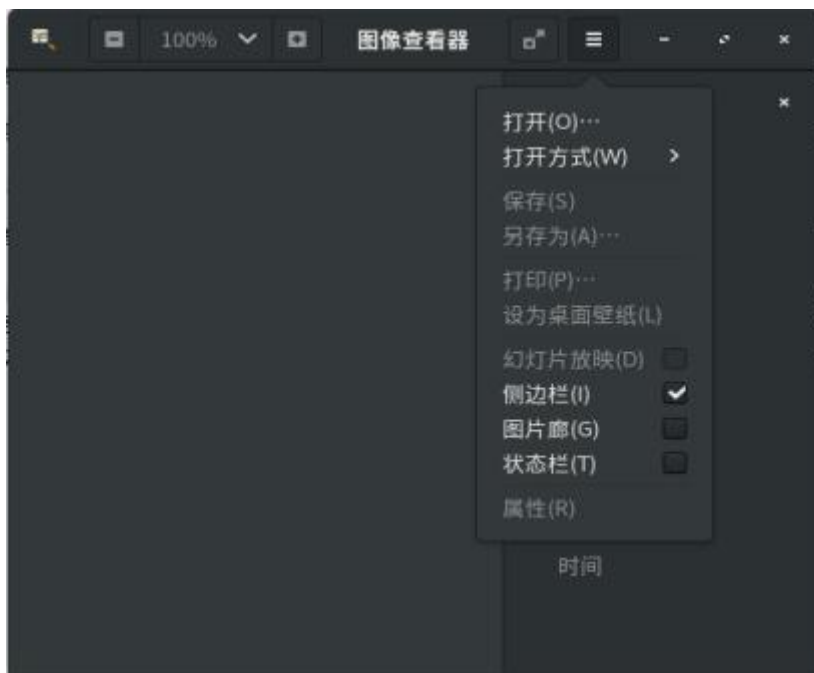 100%
图像查看器
打开(O)…
打开方式(W)
保存(S)
另存为(A)…
打印(P)…
设为桌面壁纸(L)
幻灯片放映(D)
侧边栏(I)
图片廊(G)
状态栏(T)
属性(R)
时间